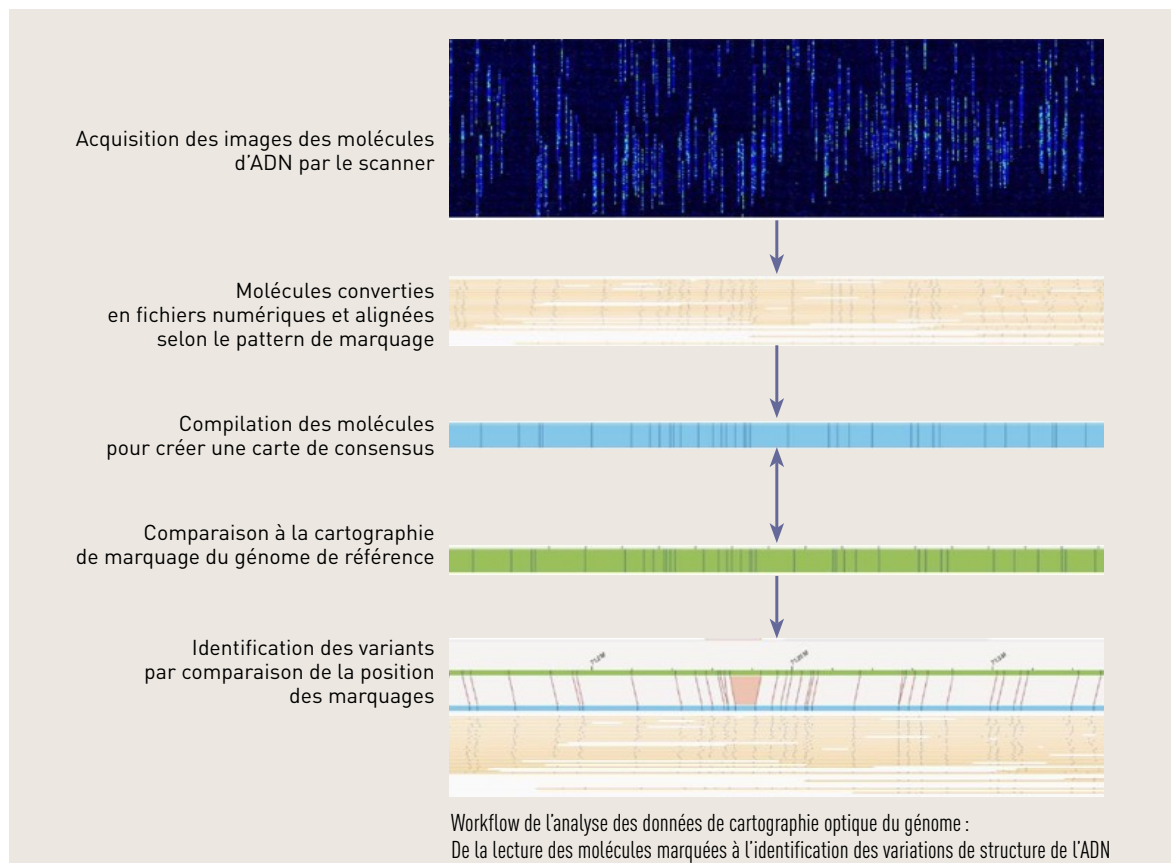 Acquisition des images des molécules
d'ADN par le scanner
Molécules converties
en fichiers numériques et alignées
selon le pattern de marquage
Compilation des molécules
pour créer une carte de consensus
Comparaison à la cartographie
de marquage du génome de référence
Identification des variants
par comparaison de la position
des marquages
Workflow de l'analyse des données de cartographie optique du génome :
De la lecture des molécules marquées à l'identification des variations de structure de l'ADN